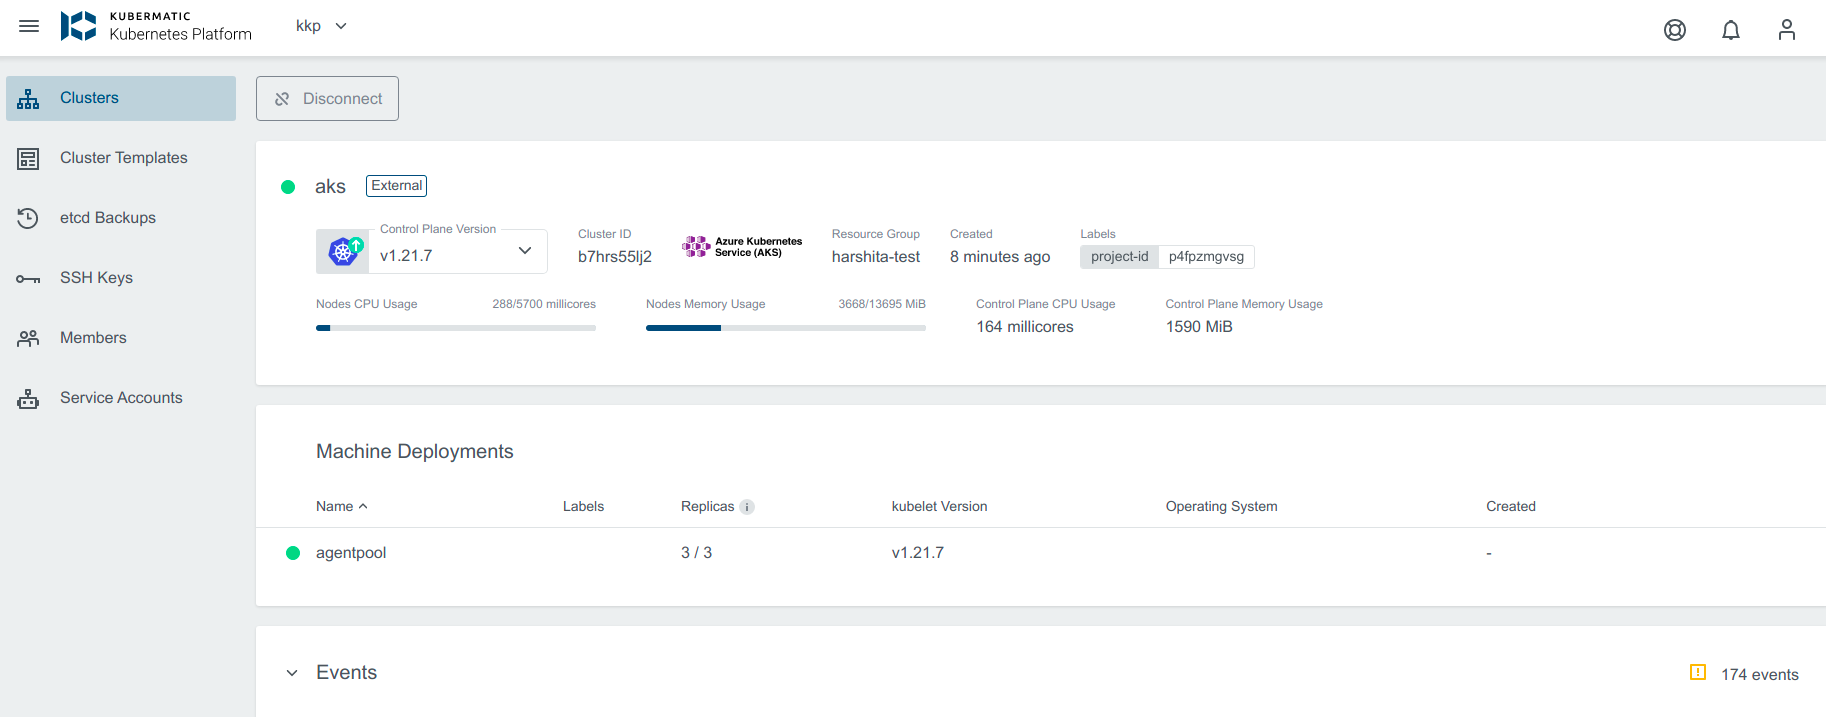 KUBERMATIC
Kubernetes Platform
kkp
Clusters
Cluster Templates
etcd Backups
SSH Keys
Members
Service Accounts
Disconnect
aks
External
Control Plane Version
v1.21.7
Cluster ID
b7hrs55lj2
Azure Kubernetes
Service (AKS)
Resource Group
harshita-test
Created
8 minutes ago
Labels
project-id p4fpzmgvsg
Nodes CPU Usage 288/5700 millicores
Nodes Memory Usage 3668/13695 MiB
Control Plane CPU Usage
164 millicores
Control Plane Memory Usage
1590 MiB
Machine Deployments
Name Labels Replicas kubelet Version Operating System Created
agentpool 3 / 3 v1.21.7 -
Events
174 events